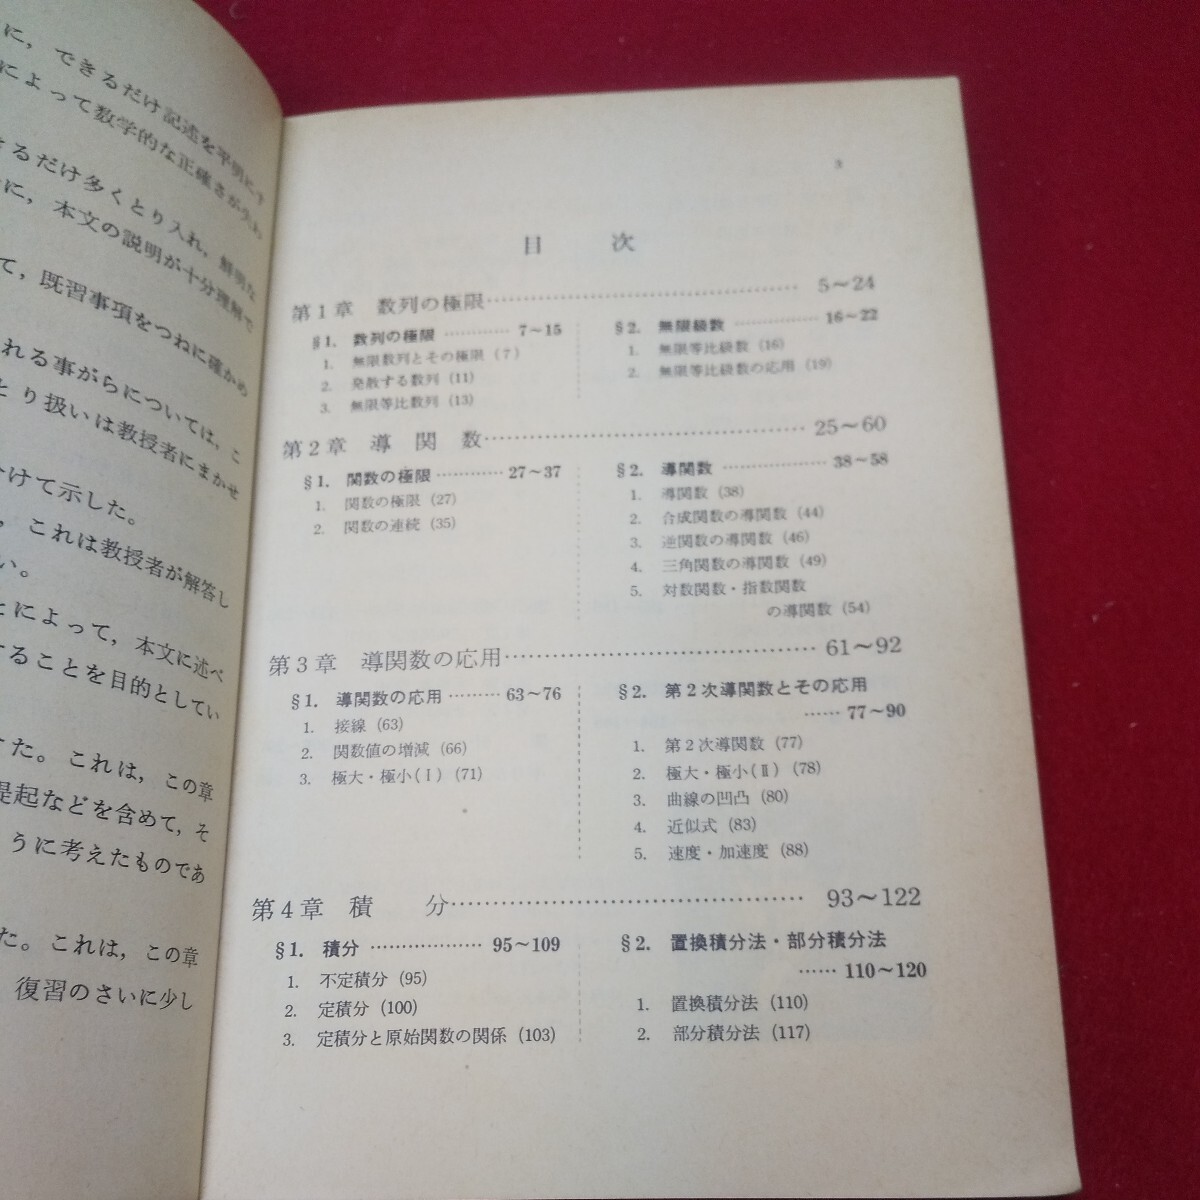 に，できるだけ記述を平明にす
によって数学的な正確さが失わ
きるだけ多くとり入れ，鮮明な
に，本文の説明が十分理解で
て，既習事項をつねに確かめ
れる事がらについては，こ
とり扱いは教授者にまかせ
けて示した。
，これは教授者が解答し
い。
とによって，本文に述べ
することを目的としてい
た。これは，この章
是起などを含めて，そ
うに考えたものであ
た。これは，この章
復習のさいに少し
3
目　次
第1章　数列の極限……………………………… 5～24
§1.　数列の極限 ………… 7～15
1.　無限数列とその極限 (7)
2.　発散する数列 (11)
3.　無限等比数列 (13)
§2.　無限級数 …………… 16～22
1.　無限等比級数 (16)
2.　無限等比級数の応用 (19)
第2章　導　関　数……………………………… 25～60
§1.　関数の極限 ………… 27～37
1.　関数の極限 (27)
2.　関数の連続 (35)
§2.　導関数 ……………… 38～58
1.　導関数 (38)
2.　合成関数の導関数 (44)
3.　逆関数の導関数 (46)
4.　三角関数の導関数 (49)
5.　対数関数・指数関数
の導関数 (54)
第3章　導関数の応用……………………………… 61～92
§1.　導関数の応用 ……… 63～76
1.　接線 (63)
2.　関数値の増減 (66)
3.　極大・極小(Ⅰ) (71)
§2.　第2次導関数とその応用
…… 77～90
1.　第2次導関数 (77)
2.　極大・極小(Ⅱ) (78)
3.　曲線の凹凸 (80)
4.　近似式 (83)
5.　速度・加速度 (88)
第4章　積　　分……………………………… 93～122
§1.　積分 ……………… 95～109
1.　不定積分 (95)
2.　定積分 (100)
3.　定積分と原始関数の関係 (103)
§2.　置換積分法・部分積分法
…… 110～120
1.　置換積分法 (110)
2.　部分積分法 (117)